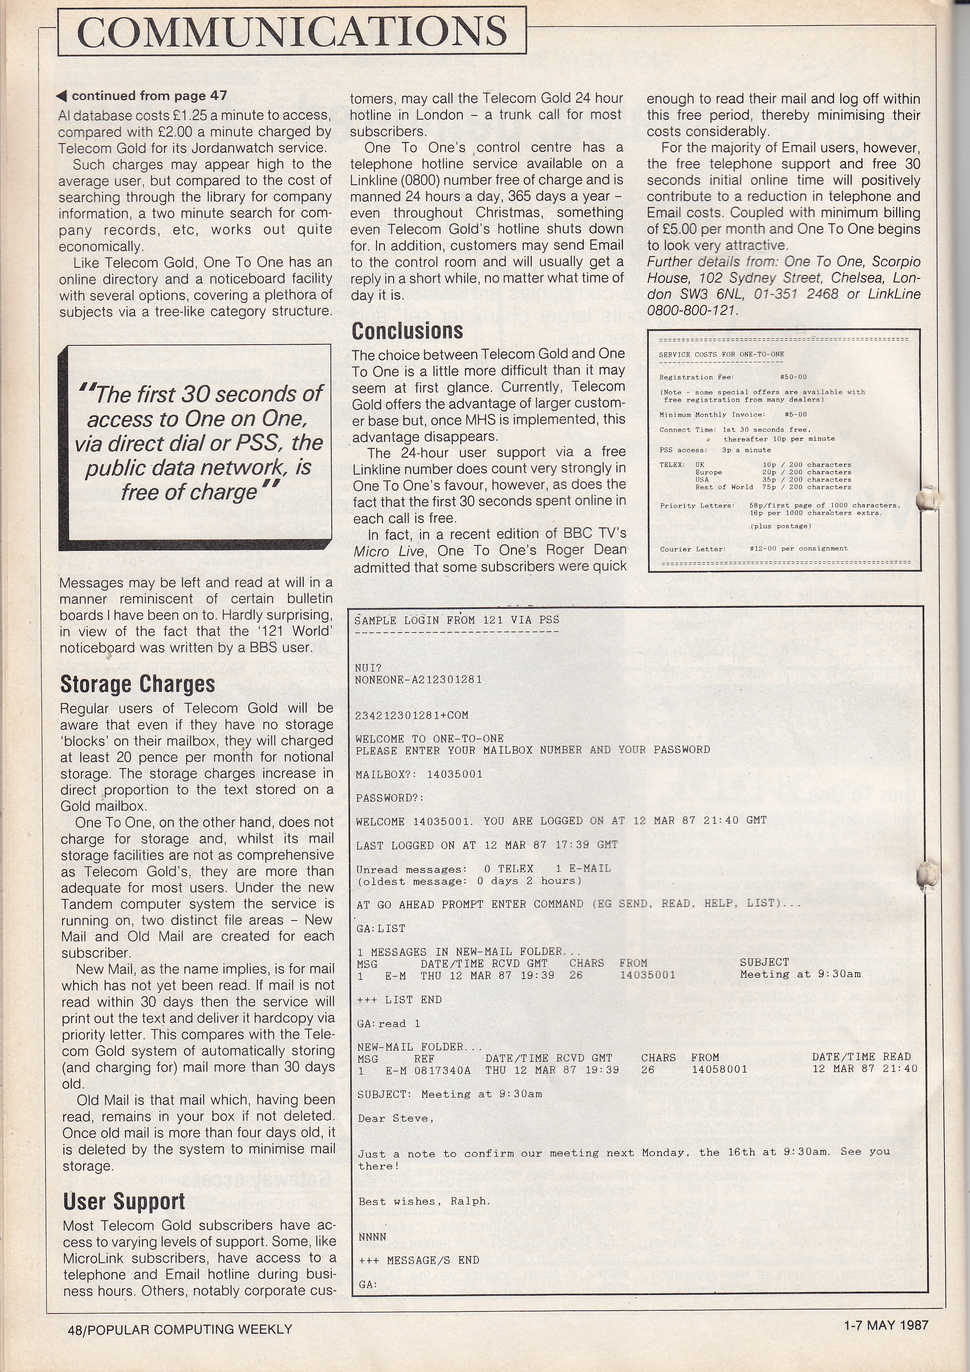 COMMUNICATIONS
◀ continued from page 47
AI database costs £1.25 a minute to access,
compared with £2.00 a minute charged by
Telecom Gold for its Jordanwatch service.
Such charges may appear high to the
average user, but compared to the cost of
searching through the library for company
information, a two minute search for com-
pany records, etc, works out quite
economically.
Like Telecom Gold, One To One has an
online directory and a noticeboard facility
with several options, covering a plethora of
subjects via a tree-like category structure.
"The first 30 seconds of
access to One on One,
via direct dial or PSS, the
public data network, is
free of charge"
Messages may be left and read at will in a
manner reminiscent of certain bulletin
boards I have been on to. Hardly surprising,
in view of the fact that the '121 World'
noticeboard was written by a BBS user.
Storage Charges
Regular users of Telecom Gold will be
aware that even if they have no storage
'blocks' on their mailbox, they will charged
at least 20 pence per month for notional
storage. The storage charges increase in
direct proportion to the text stored on a
Gold mailbox.
One To One, on the other hand, does not
charge for storage and, whilst its mail
storage facilities are not as comprehensive
as Telecom Gold's, they are more than
adequate for most users. Under the new
Tandem computer system the service is
running on, two distinct file areas – New
Mail and Old Mail are created for each
subscriber.
New Mail, as the name implies, is for mail
which has not yet been read. If mail is not
read within 30 days then the service will
print out the text and deliver it hardcopy via
priority letter. This compares with the Tele-
com Gold system of automatically storing
(and charging for) mail more than 30 days
old.
Old Mail is that mail which, having been
read, remains in your box if not deleted.
Once old mail is more than four days old, it
is deleted by the system to minimise mail
storage.
User Support
Most Telecom Gold subscribers have ac-
cess to varying levels of support. Some, like
MicroLink subscribers, have access to a
telephone and Email hotline during busi-
ness hours. Others, notably corporate cus-
tomers, may call the Telecom Gold 24 hour
hotline in London – a trunk call for most
subscribers.
One To One's control centre has a
telephone hotline service available on a
Linkline (0800) number free of charge and is
manned 24 hours a day, 365 days a year –
even throughout Christmas, something
even Telecom Gold's hotline shuts down
for. In addition, customers may send Email
to the control room and will usually get a
reply in a short while, no matter what time of
day it is.
Conclusions
The choice between Telecom Gold and One
To One is a little more difficult than it may
seem at first glance. Currently, Telecom
Gold offers the advantage of larger custom-
er base but, once MHS is implemented, this
advantage disappears.
The 24-hour user support via a free
Linkline number does count very strongly in
One To One's favour, however, as does the
fact that the first 30 seconds spent online in
each call is free.
In fact, in a recent edition of BBC TV's
Micro Live, One To One's Roger Dean
admitted that some subscribers were quick
enough to read their mail and log off within
this free period, thereby minimising their
costs considerably.
For the majority of Email users, however,
the free telephone support and free 30
seconds initial online time will positively
contribute to a reduction in telephone and
Email costs. Coupled with minimum billing
of £5.00 per month and One To One begins
to look very attractive.
Further details from: One To One, Scorpio
House, 102 Sydney Street, Chelsea, Lon-
don SW3 6NL, 01-351 2468 or LinkLine
0800-800-121.
SERVICE COSTS FOR ONE-TO-ONE
Registration Fee: #50-00
(Note - some special offers are available with
free registration from many dealers)
Minimum Monthly Invoice: #5-00
Connect Time: 1st 30 seconds free,
thereafter 10p per minute
PSS access: 3p a minute
TELEX: UK 10p / 200 characters
Europe 20p / 200 characters
USA 35p / 200 characters
Rest of World 75p / 200 characters
Priority Letters: 58p/first page of 1000 characters,
16p per 1000 characters extra.
(plus postage)
Courier Letter: #12-00 per consignment
SAMPLE LOGIN FROM 121 VIA PSS
-----------------------------
NUI?
NONEONE-A212301281
234212301281+COM
WELCOME TO ONE-TO-ONE
PLEASE ENTER YOUR MAILBOX NUMBER AND YOUR PASSWORD
MAILBOX?: 14035001
PASSWORD?:
WELCOME 14035001. YOU ARE LOGGED ON AT 12 MAR 87 21:40 GMT
LAST LOGGED ON AT 12 MAR 87 17:39 GMT
Unread messages: 0 TELEX 1 E-MAIL
(oldest message: 0 days 2 hours)
AT GO AHEAD PROMPT ENTER COMMAND (EG SEND, READ, HELP, LIST)...
GA:LIST
1 MESSAGES IN NEW-MAIL FOLDER...
MSG DATE/TIME RCVD GMT CHARS FROM SUBJECT
1 E-M THU 12 MAR 87 19:39 26 14035001 Meeting at 9:30am
+++ LIST END
GA:read 1
NEW-MAIL FOLDER...
MSG REF DATE/TIME RCVD GMT CHARS FROM DATE/TIME READ
1 E-M 0817340A THU 12 MAR 87 19:39 26 14058001 12 MAR 87 21:40
SUBJECT: Meeting at 9:30am
Dear Steve,
Just a note to confirm our meeting next Monday, the 16th at 9:30am. See you
there!
Best wishes, Ralph.
NNNN
+++ MESSAGE/S END
GA:
48/POPULAR COMPUTING WEEKLY
1-7 MAY 1987